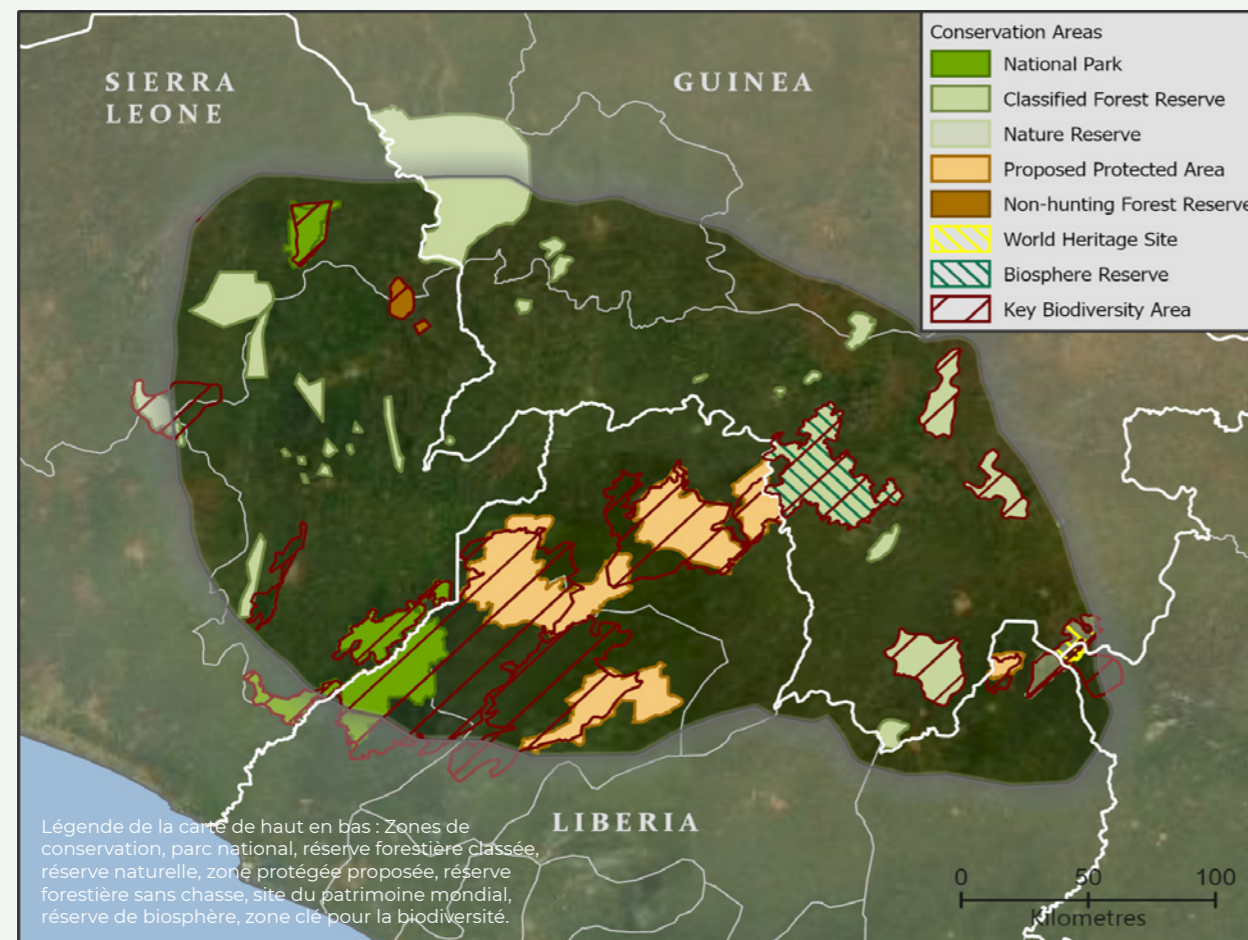 SIERRA
LEONE
GUINEA
Conservation Areas
National Park
Classified Forest Reserve
Nature Reserve
Proposed Protected Area
Non-hunting Forest Reserve
World Heritage Site
Biosphere Reserve
Key Biodiversity Area
LIBERIA
Légende de la carte de haut en bas : Zones de
conservation, parc national, réserve forestière classée,
réserve naturelle, zone protégée proposée, réserve
forestière sans chasse, site du patrimoine mondial,
réserve de biosphère, zone clé pour la biodiversité.
0 50 100
Kilometres